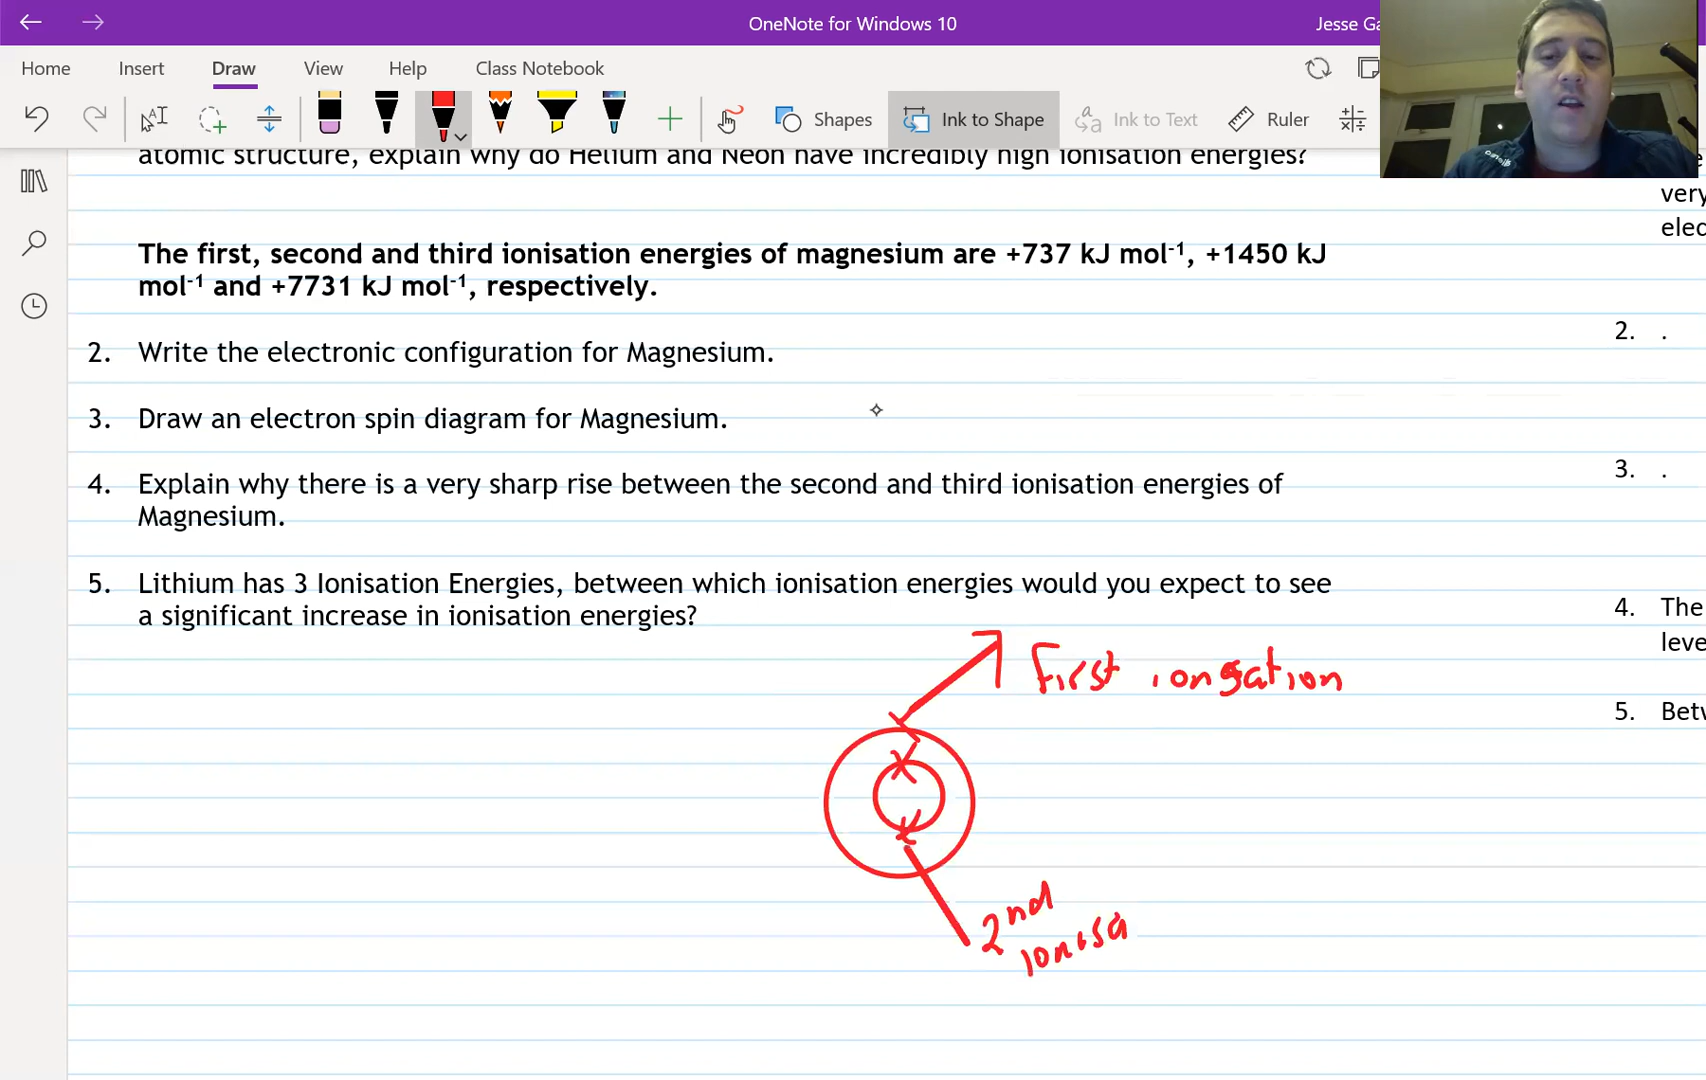 OneNote for Windows 10
Jesse Ga
Home Insert Draw View Help Class Notebook
Shapes Ink to Shape Ink to Text Ruler
atomic structure, explain why do Helium and Neon have incredibly high ionisation energies?
The first, second and third ionisation energies of magnesium are +737 kJ mol-1, +1450 kJ
mol-1 and +7731 kJ mol-1, respectively.
2. Write the electronic configuration for Magnesium.
3. Draw an electron spin diagram for Magnesium.
4. Explain why there is a very sharp rise between the second and third ionisation energies of
Magnesium.
5. Lithium has 3 Ionisation Energies, between which ionisation energies would you expect to see
a significant increase in ionisation energies?
First ionsation
2nd
ionisa
very
elec
2. .
3. .
4. The
leve
5. Betw